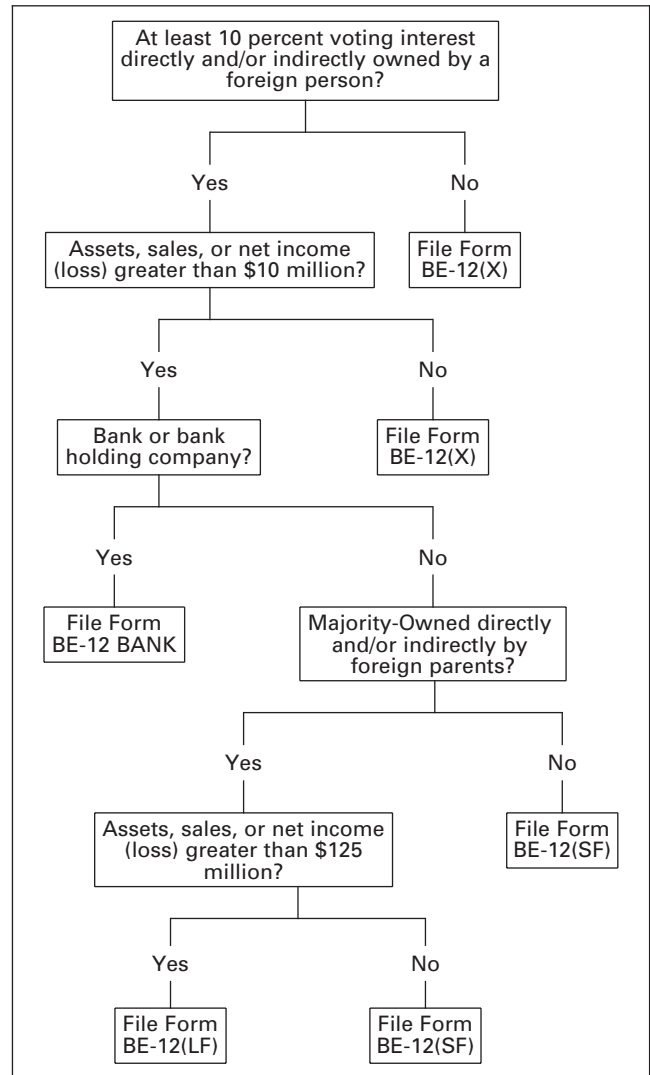 At least 10 percent voting interest
directly and/or indirectly owned by a
foreign person?
Yes
No
Assets, sales, or net income
(loss) greater than $10 million?
File Form
BE-12(X)
Yes
No
Bank or bank
holding company?
File Form
BE-12(X)
Yes
No
File Form
BE-12 BANK
Majority-Owned directly
and/or indirectly by
foreign parents?
Yes
No
Assets, sales, or net income
(loss) greater than $125
million?
File Form
BE-12(SF)
Yes
No
File Form
BE-12(LF)
File Form
BE-12(SF)